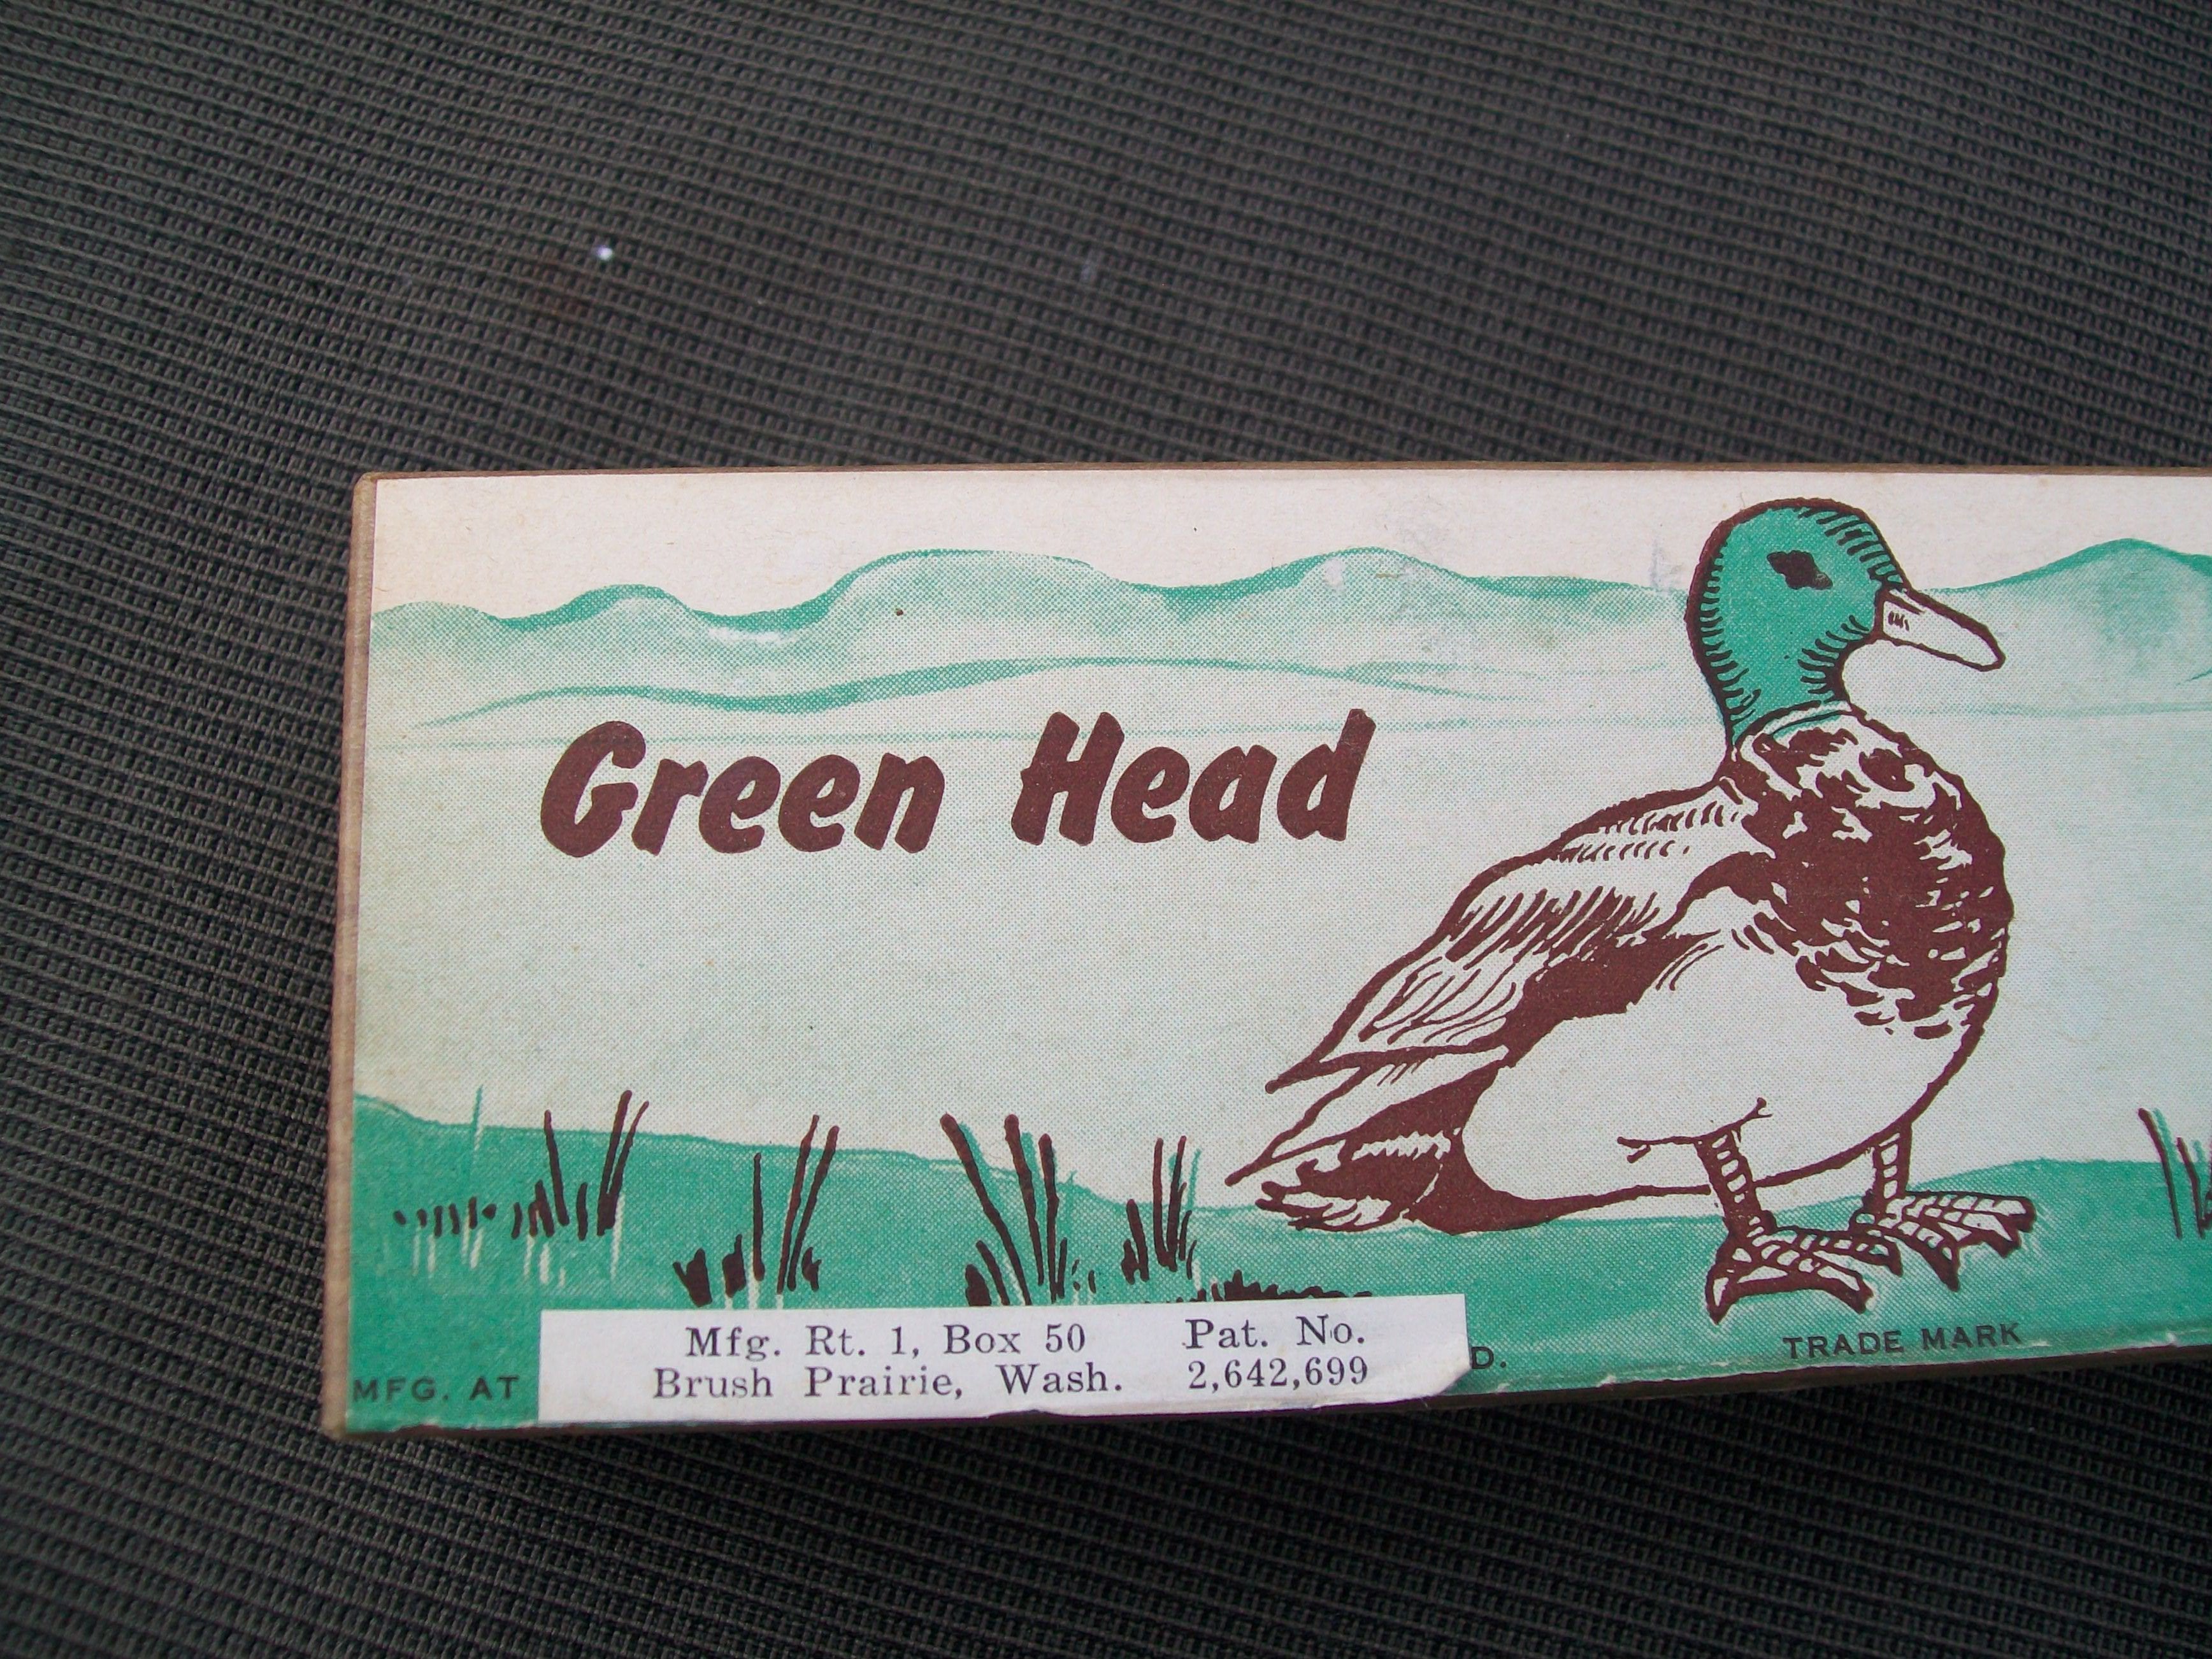 Green Head
Mfg. Rt. 1, Box 50 Pat. No.
Brush Prairie, Wash. 2,642,699
MFG. AT
D.
TRADE MARK